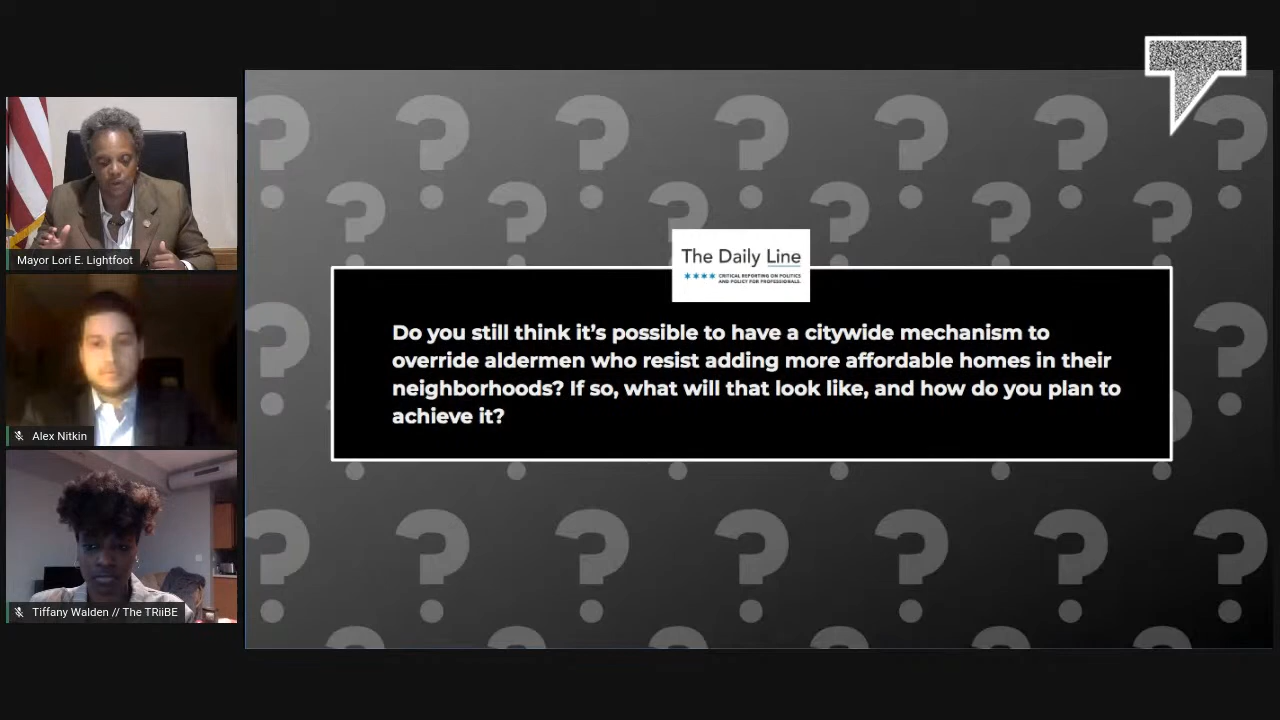 Mayor Lori E. Lightfoot
Alex Nitkin
Tiffany Walden // The TRiiBE
The Daily Line
CRITICAL REPORTING ON POLITICS
AND POLICY FOR PROFESSIONALS.
Do you still think it’s possible to have a citywide mechanism to
override aldermen who resist adding more affordable homes in their
neighborhoods? If so, what will that look like, and how do you plan to
achieve it?